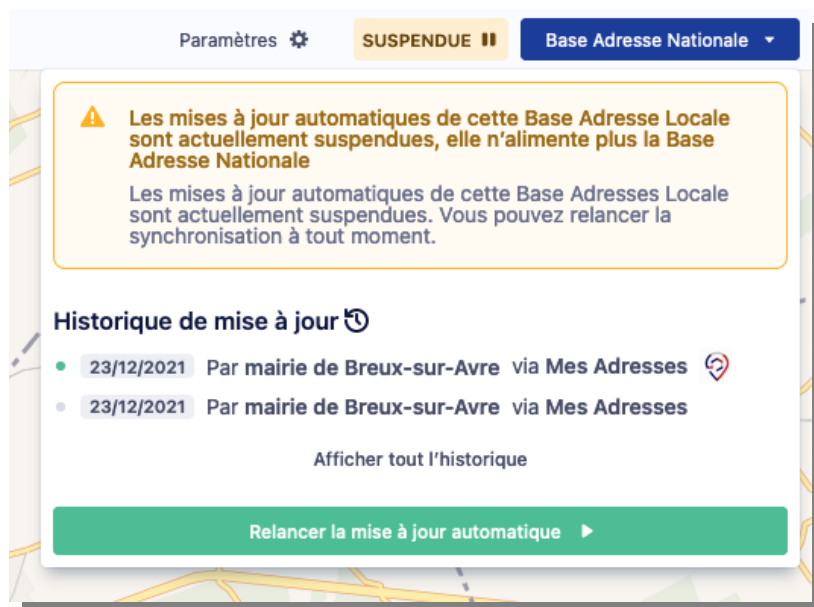 Paramètres
SUSPENDUE
Base Adresse Nationale
Les mises à jour automatiques de cette Base Adresse Locale
sont actuellement suspendues, elle n’alimente plus la Base
Adresse Nationale
Les mises à jour automatiques de cette Base Adresses Locale
sont actuellement suspendues. Vous pouvez relancer la
synchronisation à tout moment.
Historique de mise à jour
23/12/2021 Par mairie de Breux-sur-Avre via Mes Adresses
23/12/2021 Par mairie de Breux-sur-Avre via Mes Adresses
Afficher tout l’historique
Relancer la mise à jour automatique